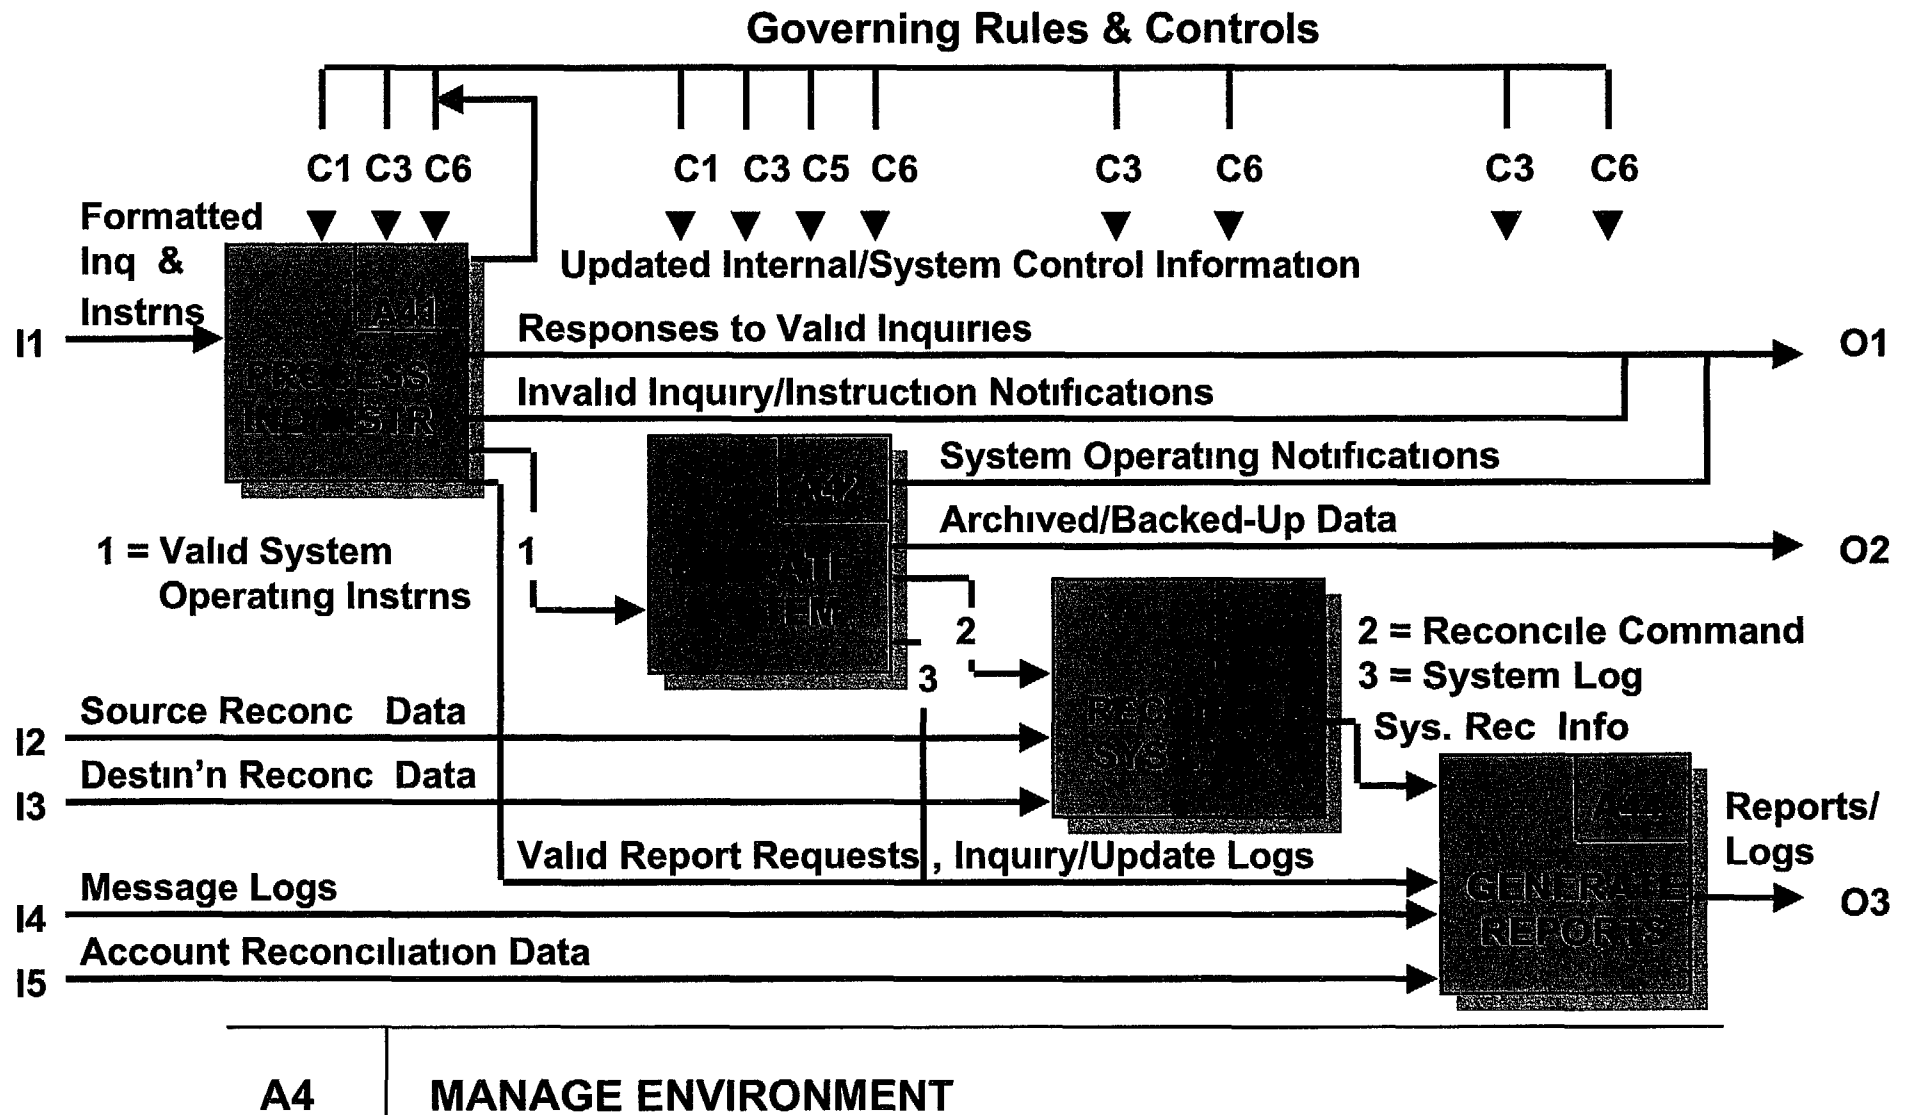 Governing Rules & Controls
C1 C3 C6
C1 C3 C5 C6
C3 C6
C3 C6
Formatted
Inq &
Instrns
I1
Updated Internal/System Control Information
A41
PROCESS
Responses to Valid Inquiries
O1
Invalid Inquiry/Instruction Notifications
System Operating Notifications
A42
Archived/Backed-Up Data
O2
1 = Valid System
Operating Instrns
1
2
3
2 = Reconcile Command
3 = System Log
Sys. Rec Info
Source Reconc Data
I2
Destin'n Reconc Data
I3
Valid Report Requests, Inquiry/Update Logs
Message Logs
I4
Account Reconciliation Data
I5
A44
GENERATE
REPORTS
Reports/
Logs
O3
A4 MANAGE ENVIRONMENT